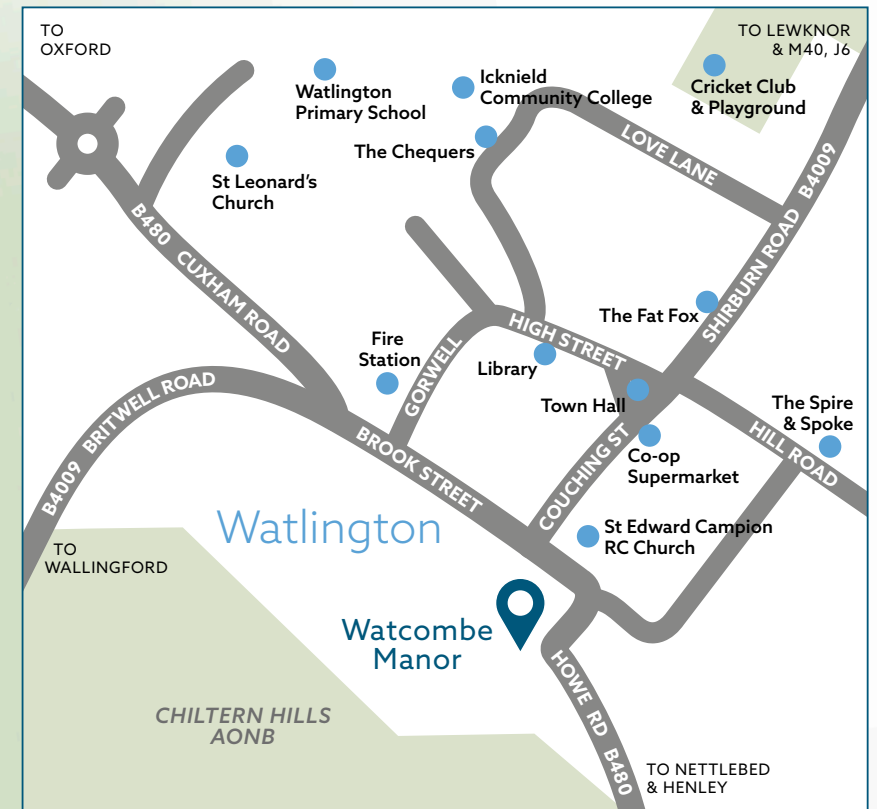 TO
OXFORD
TO LEWKNOR
& M40, J6
Watlington
Primary School
Icknield
Community College
Cricket Club
& Playground
The Chequers
LOVE LANE
St Leonard's
Church
B480 CUXHAM ROAD
SHIRBURN ROAD B4009
The Fat Fox
HIGH STREET
Fire
Station
GORWELL
Library
Town Hall
B4009 BRITWELL ROAD
The Spire
& Spoke
HILL ROAD
BROOK STREET
COUCHING ST
Co-op
Supermarket
Watlington
St Edward Campion
RC Church
TO
WALLINGFORD
Watcombe
Manor
HOWE RD B480
CHILTERN HILLS
AONB
TO NETTLEBED
& HENLEY